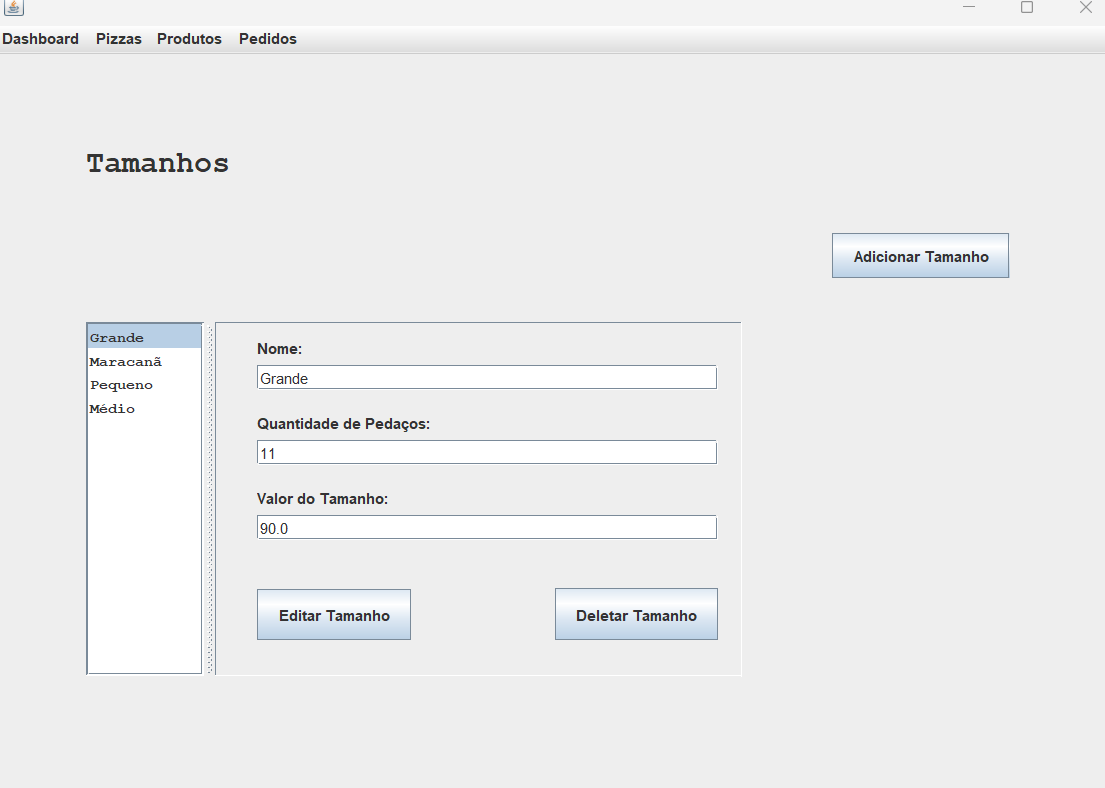 Dashboard Pizzas Produtos Pedidos
Tamanhos
Adicionar Tamanho
Grande
Maracanã
Pequeno
Médio
Nome:
Grande
Quantidade de Pedaços:
11
Valor do Tamanho:
90.0
Editar Tamanho Deletar Tamanho